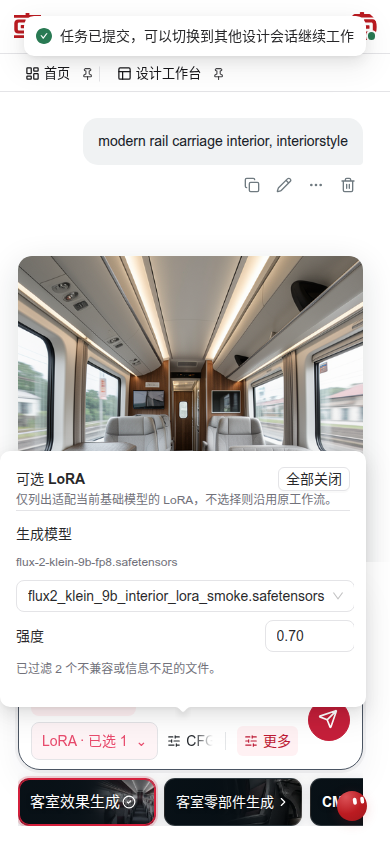 任务已提交，可以切换到其他设计会话继续工作
首页
设计工作台
modern rail carriage interior, interiorstyle
可选 LoRA
全部关闭
仅列出适配当前基础模型的 LoRA，不选择则沿用原工作流。
生成模型
flux-2-klein-9b-fp8.safetensors
flux2_klein_9b_interior_lora_smoke.safetensors
强度
0.70
已过滤 2 个不兼容或信息不足的文件。
LoRA · 已选 1
CFG
更多
客室效果生成
客室零部件生成